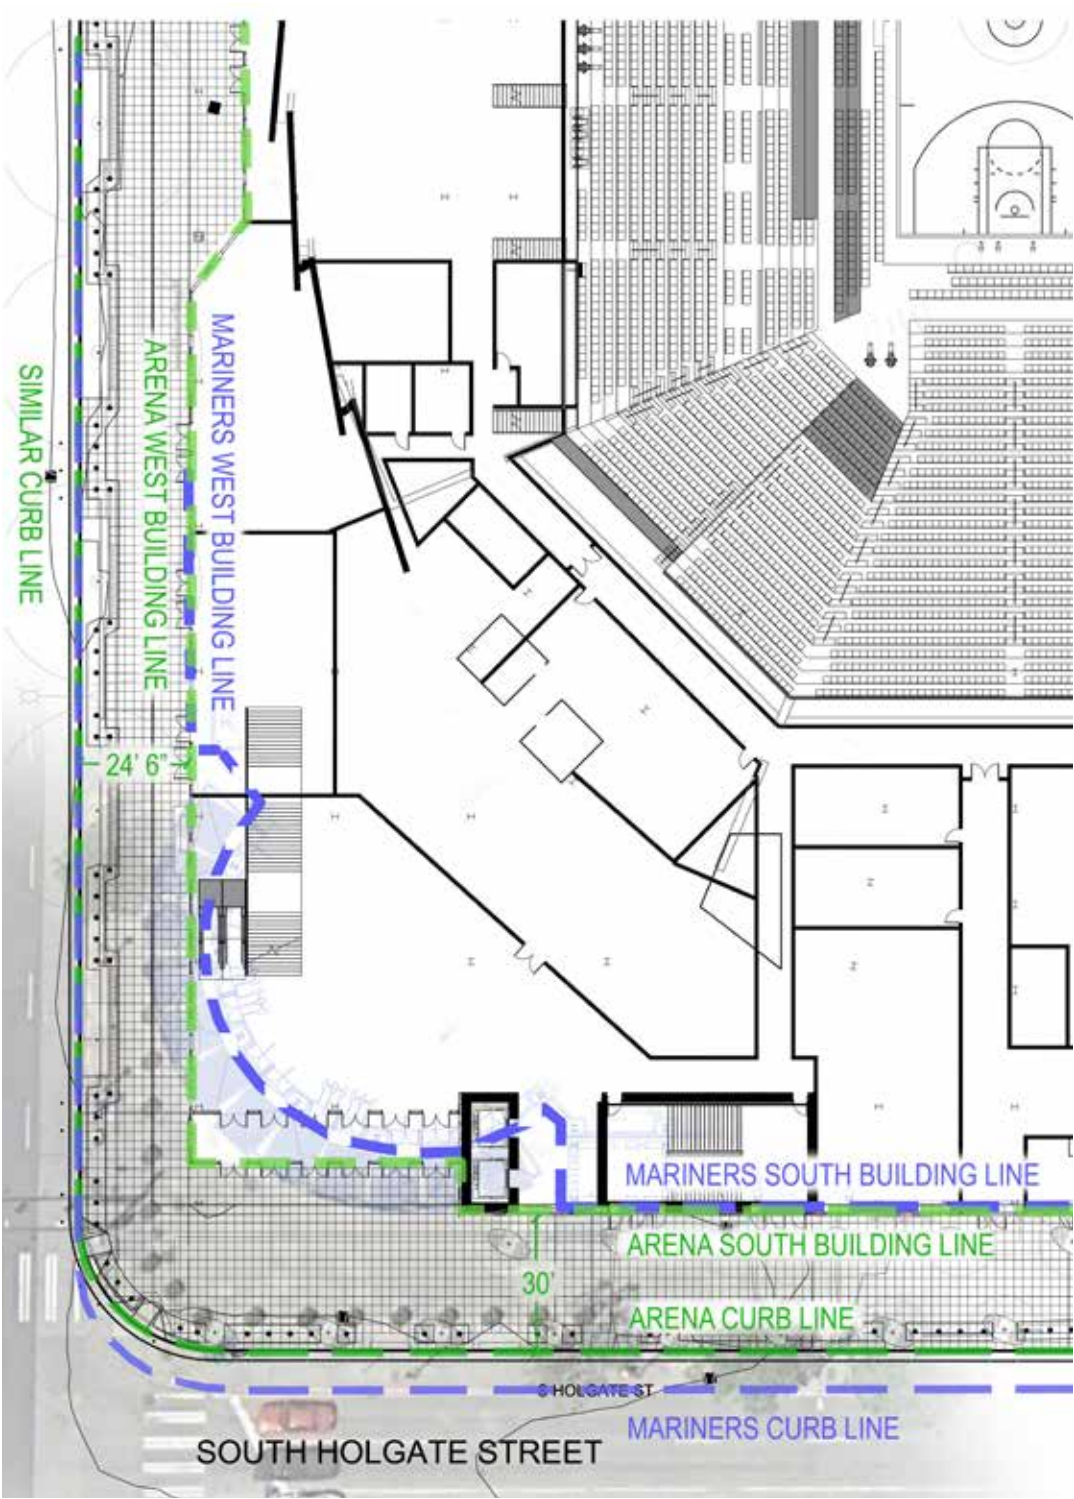 SIMILAR CURB LINE
ARENA WEST BUILDING LINE
MARINERS WEST BUILDING LINE
24' 6"
MARINERS SOUTH BUILDING LINE
ARENA SOUTH BUILDING LINE
30'
ARENA CURB LINE
S HOLGATE ST
MARINERS CURB LINE
SOUTH HOLGATE STREET